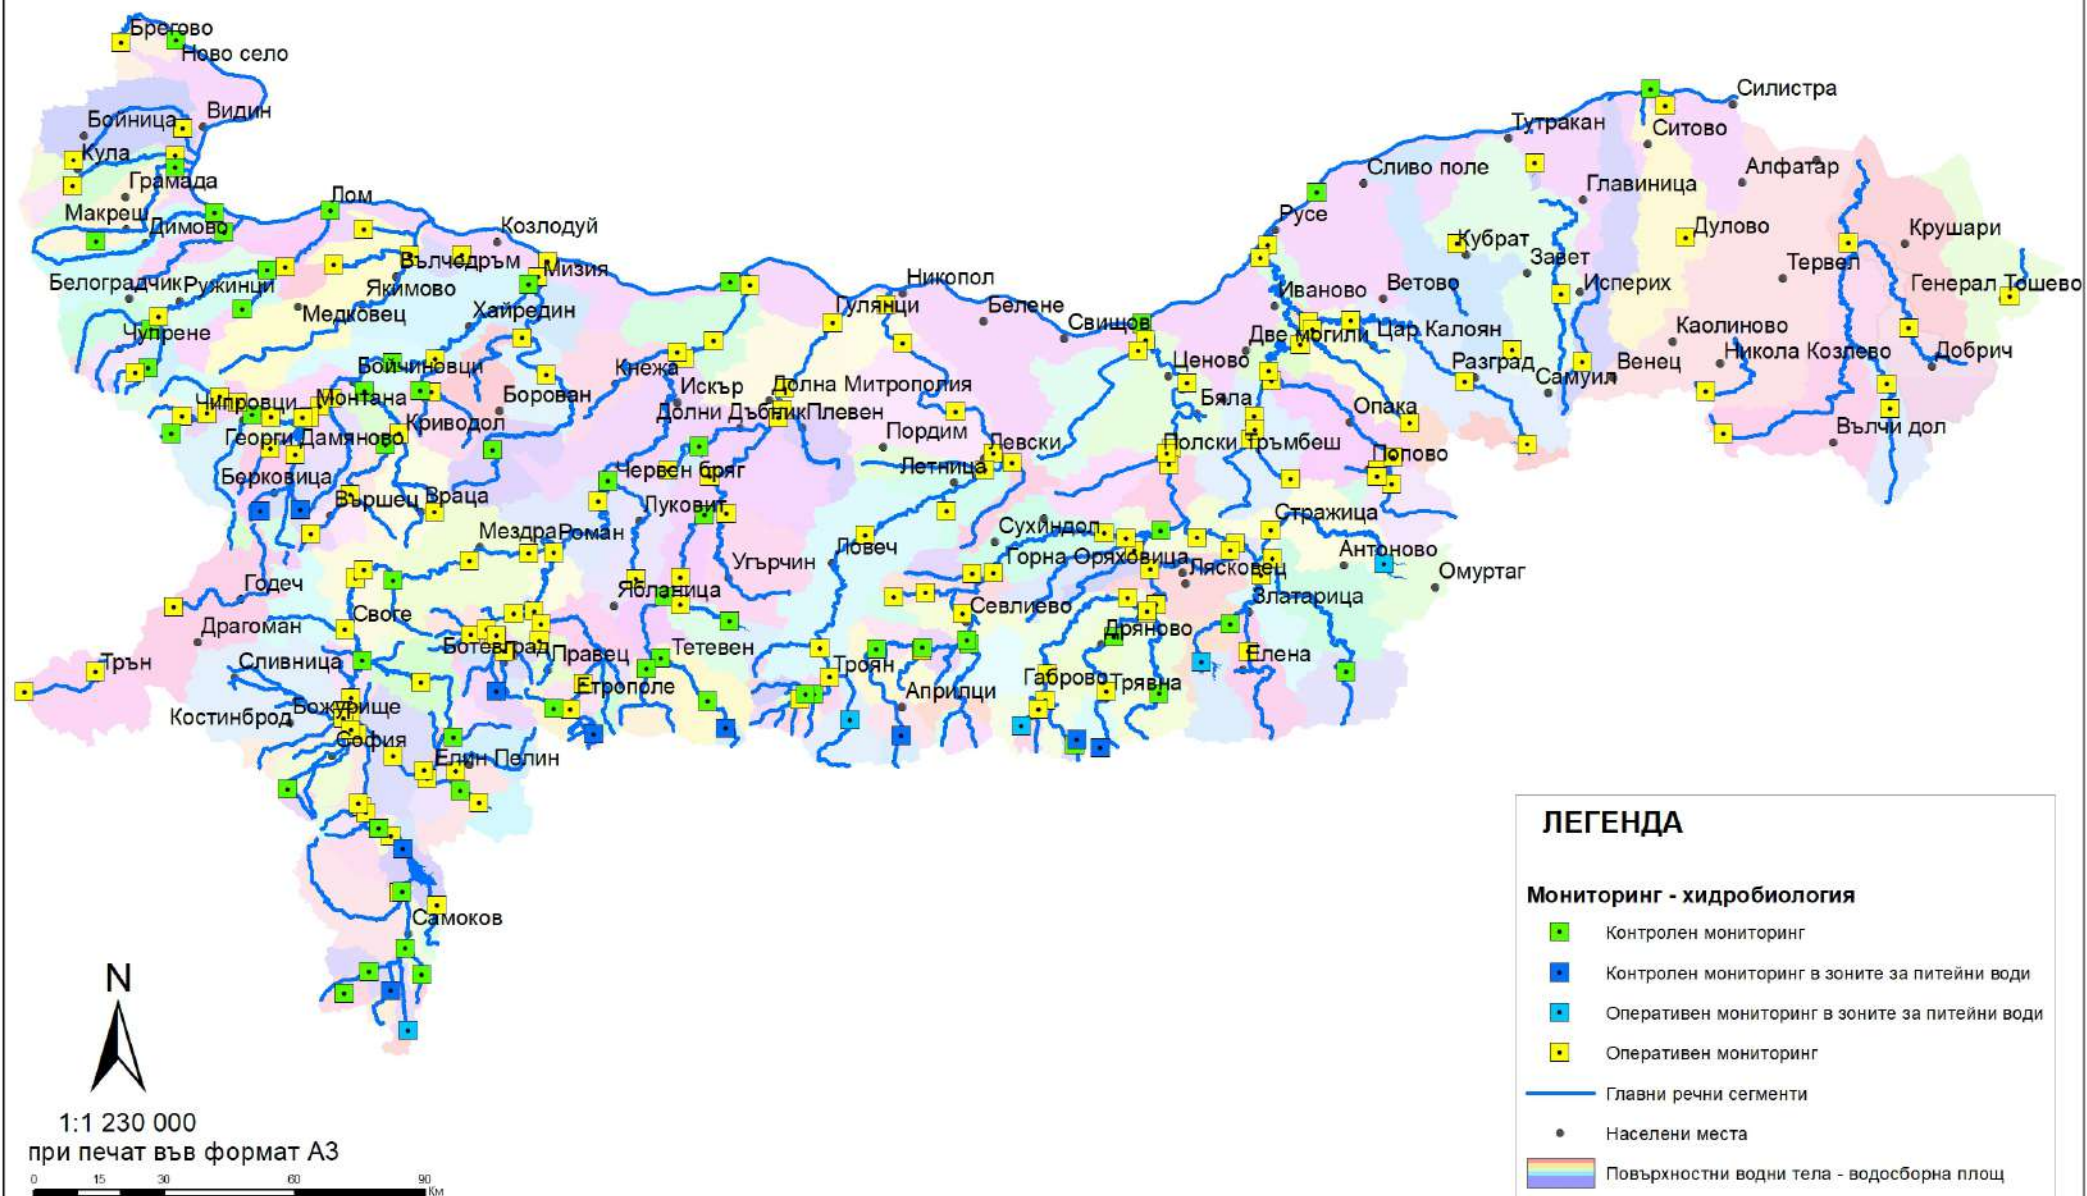 Брегово
Ново село
Видин
Бойница
Кула
Грамада
Макреш
Димово
Лом
Козлодуй
Белоградчик
Ружинци
Вълчедръм
Мизия
Якимово
Медковец
Хайредин
Чупрене
Бойчиновци
Чипровци
Монтана
Борован
Криводол
Георги Дамяново
Берковица
Вършец
Враца
Мездра
Роман
Годеч
Своге
Драгоман
Трън
Сливница
Костинброд
Божурище
София
Елин Пелин
Ботевград
Правец
Етрополе
Самоков
Никопол
Гулянци
Белене
Свищов
Кнежа
Искър
Долна Митрополия
Долни Дъбник
Плевен
Пордим
Левски
Летница
Червен бряг
Луковит
Угърчин
Ловеч
Ябланица
Тетевен
Троян
Априлци
Сухиндол
Горна Оряховица
Лясковец
Севлиево
Дряново
Габрово
Трявна
Елена
Златарица
Стражица
Антоново
Омуртаг
Полски Тръмбеш
Попово
Опака
Бяла
Ценово
Две могили
Иваново
Русе
Сливо поле
Ветово
Цар Калоян
Разград
Самуил
Венец
Кубрат
Завет
Исперих
Тутракан
Главиница
Ситово
Силистра
Алфатар
Дулово
Тервел
Крушари
Генерал Тошево
Каолиново
Никола Козлево
Добрич
Вълчи дол
N
1:1 230 000
при печат във формат А3
0 15 30 60 90
Км
ЛЕГЕНДА
Мониторинг - хидробиология
Контролен мониторинг
Контролен мониторинг в зоните за питейни води
Оперативен мониторинг в зоните за питейни води
Оперативен мониторинг
Главни речни сегменти
Населени места
Повърхностни водни тела - водосборна площ